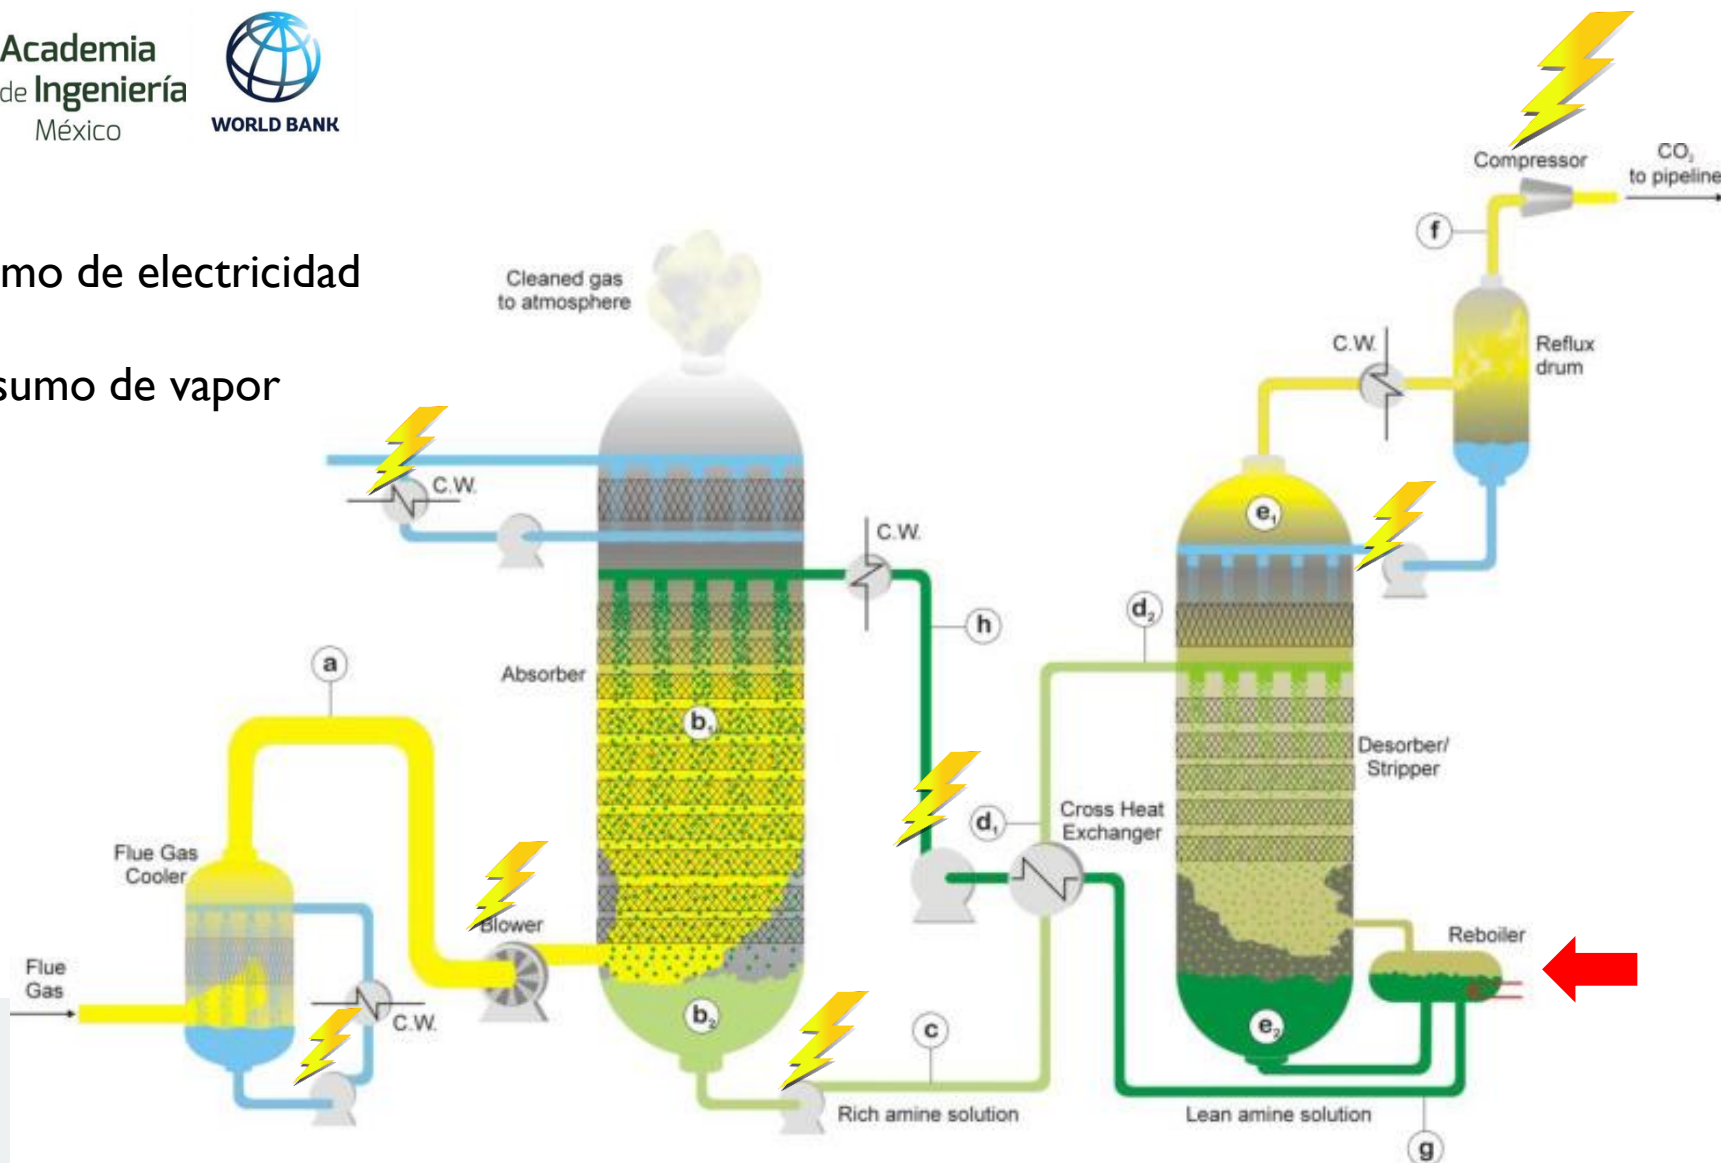 Academia
de Ingeniería
México
WORLD BANK
mo de electricidad
sumo de vapor
Compressor
CO₂
to pipeline
f
Cleaned gas
to atmosphere
C.W.
Reflux
drum
C.W.
C.W.
e₁
h
d₂
a
Absorber
b₁
Desorber/
Stripper
Cross Heat
Exchanger
d₁
Flue Gas
Cooler
Blower
Reboiler
Flue
Gas
C.W.
b₂
c
e₂
Rich amine solution
Lean amine solution
g